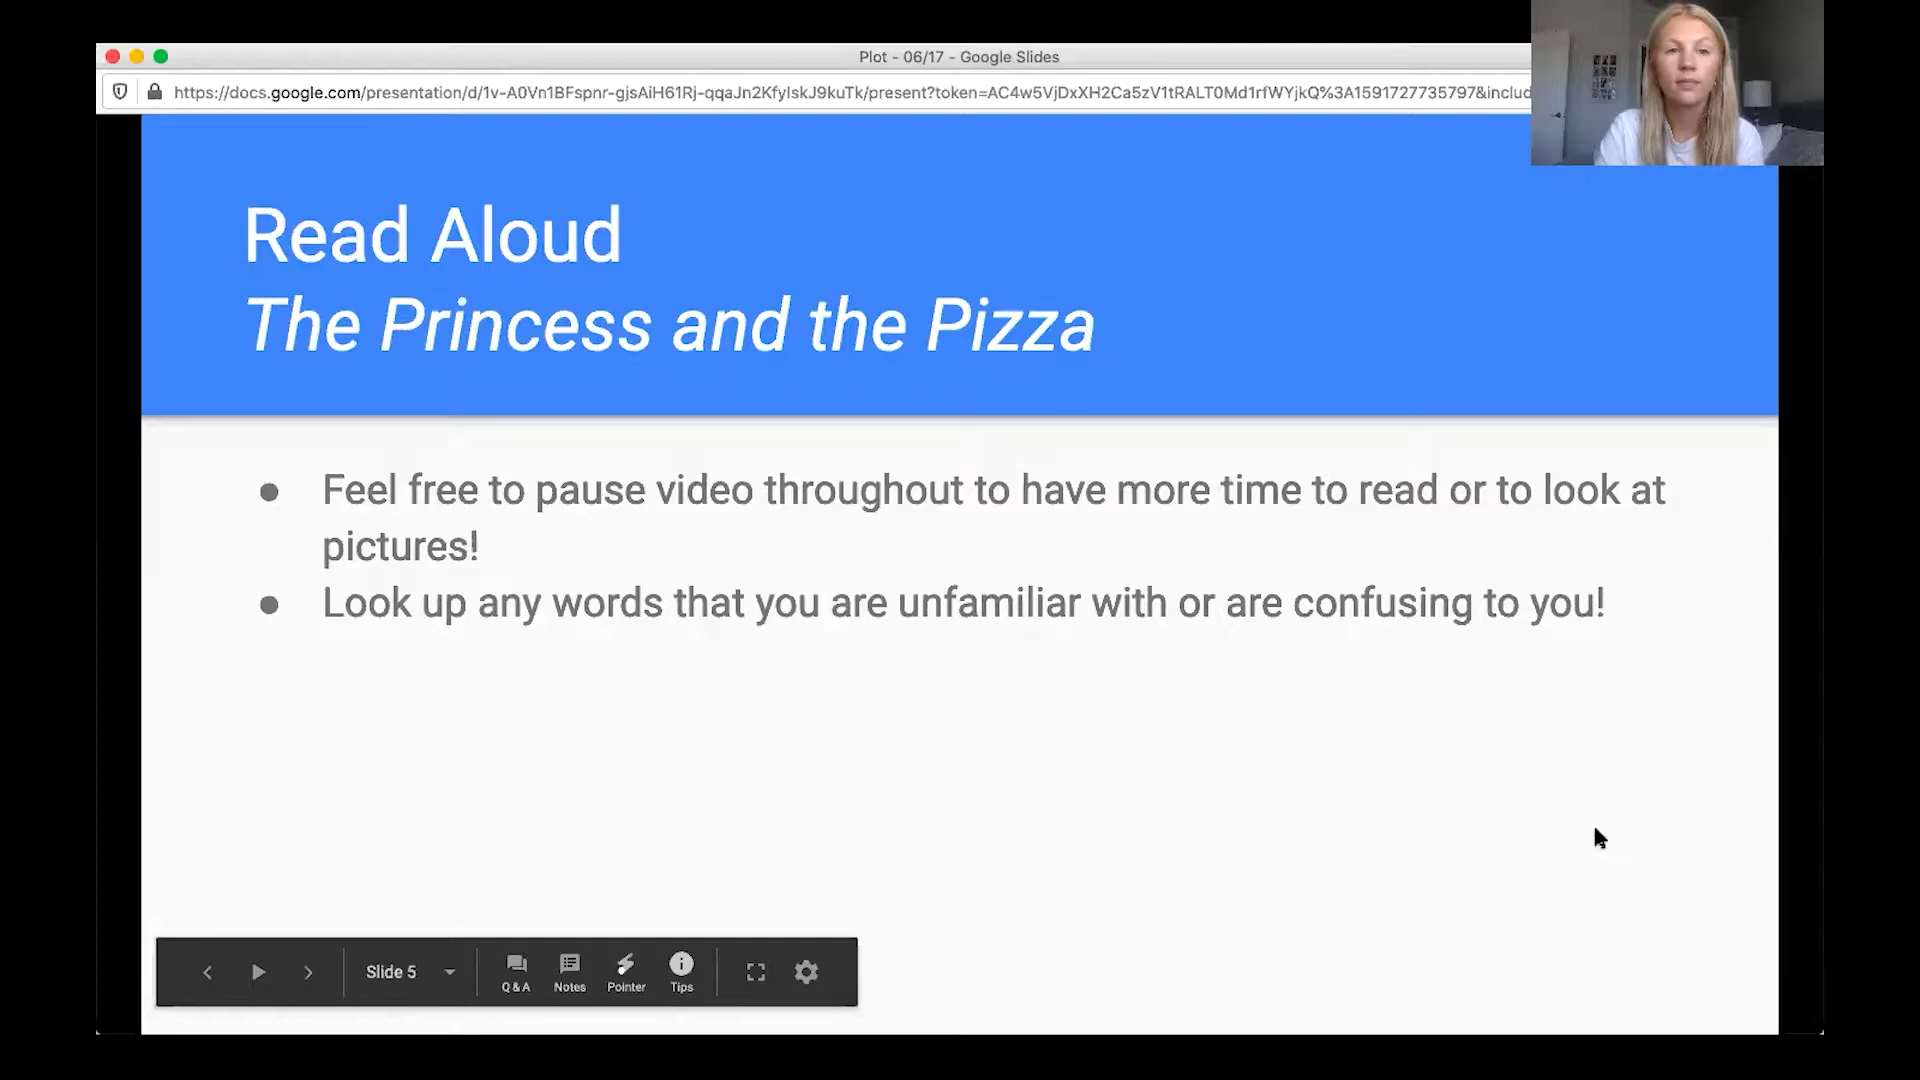 Plot - 06/17 - Google Slides
https://docs.google.com/presentation/d/1v-A0Vn1BFspnr-gjsAiH61Rj-qqaJn2KfyIskJ9kuTk/present?token=AC4w5VjDxXH2Ca5zV1tRALT0Md1rfWYjkQ%3A1591727735797&includ
Read Aloud
The Princess and the Pizza
● Feel free to pause video throughout to have more time to read or to look at
pictures!
● Look up any words that you are unfamiliar with or are confusing to you!
Slide 5
Q & A Notes Pointer Tips